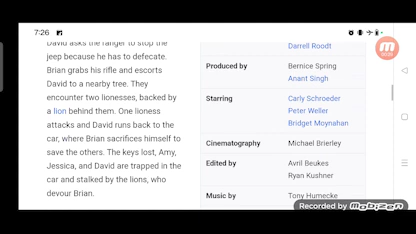 7:26
David asks the ranger to stop the
jeep because he has to defecate.
Brian grabs his rifle and escorts
David to a nearby tree. They
encounter two lionesses, backed by
a lion behind them. One lioness
attacks and David runs back to the
car, where Brian sacrifices himself to
save the others. The keys lost, Amy,
Jessica, and David are trapped in the
car and stalked by the lions, who
devour Brian.
Darrell Roodt
Produced by Bernice Spring
Anant Singh
Starring Carly Schroeder
Peter Weller
Bridget Moynahan
Cinematography Michael Brierley
Edited by Avril Beukes
Ryan Kushner
Music by Tony Humecke
Recorded by Mobizen